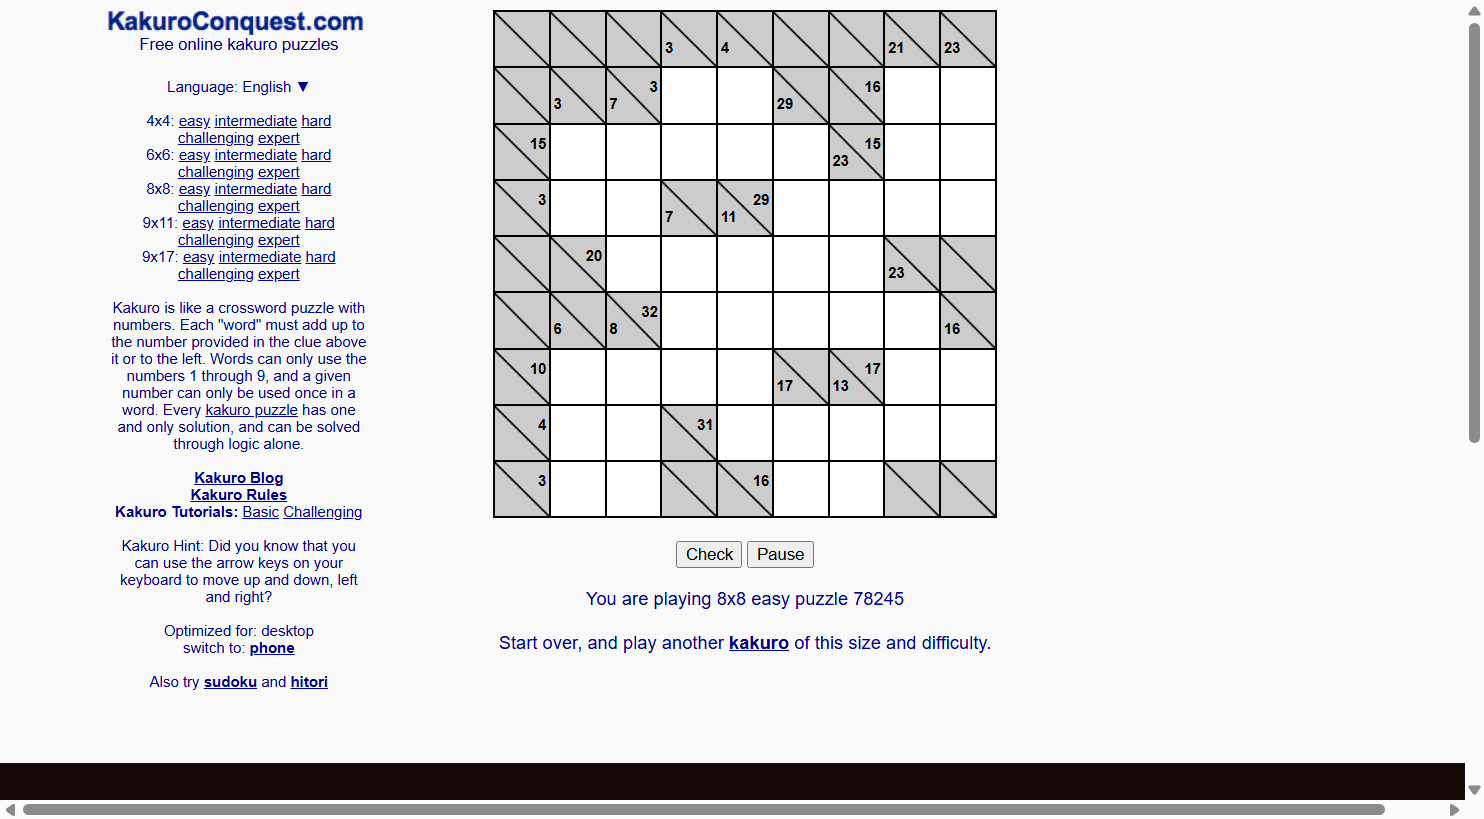 KakuroConquest.com
Free online kakuro puzzles
Language: English ▼
4x4: easy intermediate hard
challenging expert
6x6: easy intermediate hard
challenging expert
8x8: easy intermediate hard
challenging expert
9x11: easy intermediate hard
challenging expert
9x17: easy intermediate hard
challenging expert
Kakuro is like a crossword puzzle with
numbers. Each "word" must add up to
the number provided in the clue above
it or to the left. Words can only use the
numbers 1 through 9, and a given
number can only be used once in a
word. Every kakuro puzzle has one
and only solution, and can be solved
through logic alone.
Kakuro Blog
Kakuro Rules
Kakuro Tutorials: Basic Challenging
Kakuro Hint: Did you know that you
can use the arrow keys on your
keyboard to move up and down, left
and right?
Optimized for: desktop
switch to: phone
Also try sudoku and hitori
3 4 21 23
3 7 3 29 16
15 23 15
3 7 11 29
20 23
6 8 32 16
10 17 13 17
4 31
3 16
Check Pause
You are playing 8x8 easy puzzle 78245
Start over, and play another kakuro of this size and difficulty.